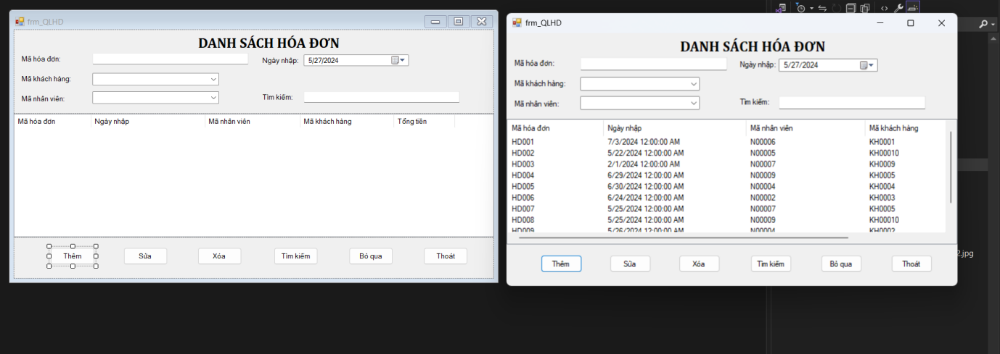 frm_QLHD
DANH SÁCH HÓA ĐƠN
Mã hóa đơn:
Ngày nhập:
5/27/2024
Mã khách hàng:
Mã nhân viên:
Tìm kiếm:
Mã hóa đơn Ngày nhập Mã nhân viên Mã khách hàng Tổng tiền
Thêm Sửa Xóa Tìm kiếm Bỏ qua Thoát
frm_QLHD
DANH SÁCH HÓA ĐƠN
Mã hóa đơn:
Ngày nhập:
5/27/2024
Mã khách hàng:
Mã nhân viên:
Tìm kiếm:
Mã hóa đơn Ngày nhập Mã nhân viên Mã khách hàng
HD001 7/3/2024 12:00:00 AM N00006 KH0001
HD002 5/22/2024 12:00:00 AM N00005 KH00010
HD003 2/1/2024 12:00:00 AM N00007 KH0009
HD004 6/29/2024 12:00:00 AM N00009 KH0005
HD005 6/30/2024 12:00:00 AM N00004 KH0004
HD006 6/24/2024 12:00:00 AM N00002 KH0003
HD007 5/25/2024 12:00:00 AM N00007 KH0005
HD008 5/25/2024 12:00:00 AM N00009 KH00010
HD009 5/26/2024 12:00:00 AM N00004 KH0002
Thêm Sửa Xóa Tìm kiếm Bỏ qua Thoát
2.jpg